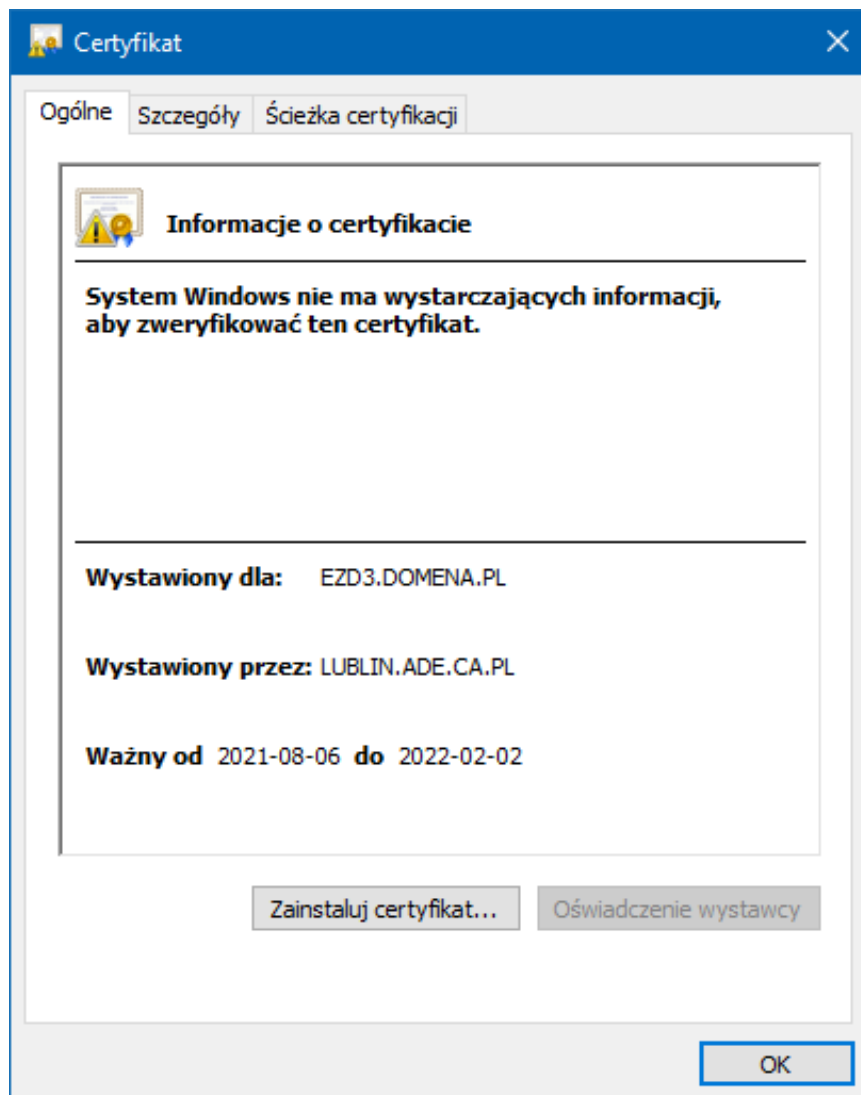 Certyfikat
Ogólne Szczegóły Ścieżka certyfikacji
Informacje o certyfikacie
System Windows nie ma wystarczających informacji,
aby zweryfikować ten certyfikat.
Wystawiony dla: EZD3.DOMENA.PL
Wystawiony przez: LUBLIN.ADE.CA.PL
Ważny od 2021-08-06 do 2022-02-02
Zainstaluj certyfikat... Oświadczenie wystawcy
OK